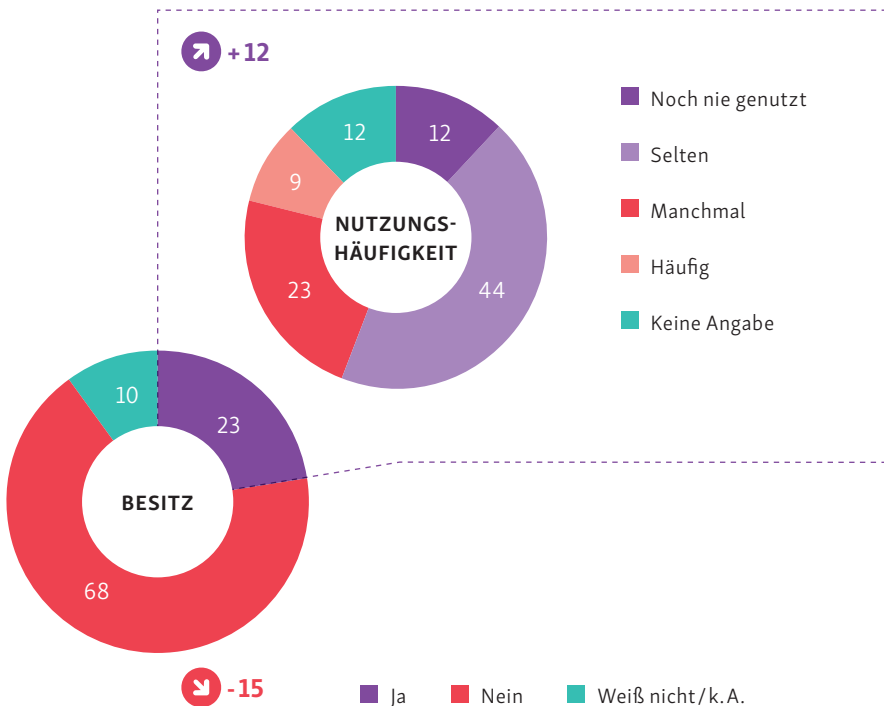 +12
12
12
9
23
44
NUTZUNGS-
HÄUFIGKEIT
Noch nie genutzt
Selten
Manchmal
Häufig
Keine Angabe
10
23
BESITZ
68
-15
Ja
Nein
Weiß nicht/k.A.